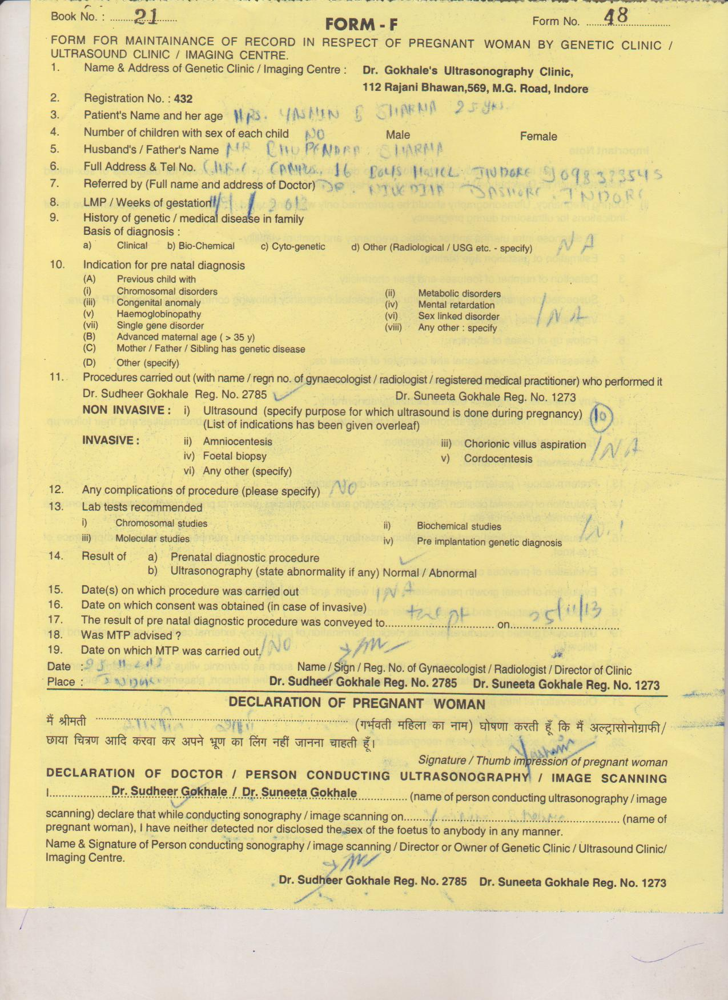 Book No. : 21
FORM - F
Form No. 48
FORM FOR MAINTAINANCE OF RECORD IN RESPECT OF PREGNANT WOMAN BY GENETIC CLINIC /
ULTRASOUND CLINIC / IMAGING CENTRE.
1. Name & Address of Genetic Clinic / Imaging Centre : Dr. Gokhale's Ultrasonography Clinic,
112 Rajani Bhawan,569, M.G. Road, Indore
2. Registration No. : 432
3. Patient's Name and her age Mrs. YASMIN B SHARMA 25 yrs.
4. Number of children with sex of each child NO Male Female
5. Husband's / Father's Name MR BHUPENDRA SHARMA
6. Full Address & Tel No. CAMPUS, 16 BOYS HOSTEL INDORE
7. Referred by (Full name and address of Doctor) DR. DASHORE. INDORE
8. LMP / Weeks of gestation 2013
9. History of genetic / medical disease in family
Basis of diagnosis :
a) Clinical b) Bio-Chemical c) Cyto-genetic d) Other (Radiological / USG etc. - specify) NA
10. Indication for pre natal diagnosis
(A) Previous child with
(i) Chromosomal disorders (ii) Metabolic disorders
(iii) Congenital anomaly (iv) Mental retardation
(v) Haemoglobinopathy (vi) Sex linked disorder NA
(vii) Single gene disorder (viii) Any other : specify
(B) Advanced maternal age ( > 35 y)
(C) Mother / Father / Sibling has genetic disease
(D) Other (specify)
11. Procedures carried out (with name / regn no. of gynaecologist / radiologist / registered medical practitioner) who performed it
Dr. Sudheer Gokhale Reg. No. 2785 Dr. Suneeta Gokhale Reg. No. 1273
NON INVASIVE : i) Ultrasound (specify purpose for which ultrasound is done during pregnancy) 10
(List of indications has been given overleaf)
INVASIVE : ii) Amniocentesis iii) Chorionic villus aspiration NA
iv) Foetal biopsy v) Cordocentesis
vi) Any other (specify)
12. Any complications of procedure (please specify) NO
13. Lab tests recommended
i) Chromosomal studies ii) Biochemical studies
iii) Molecular studies iv) Pre implantation genetic diagnosis
14. Result of a) Prenatal diagnostic procedure
b) Ultrasonography (state abnormality if any) Normal / Abnormal
15. Date(s) on which procedure was carried out NA
16. Date on which consent was obtained (in case of invasive)
17. The result of pre natal diagnostic procedure was conveyed to the pt on 25/11/13
18. Was MTP advised ?
19. Date on which MTP was carried out. NO
Date : 25 11 2013 Name / Sign / Reg. No. of Gynaecologist / Radiologist / Director of Clinic
Place : INDORE Dr. Sudheer Gokhale Reg. No. 2785 Dr. Suneeta Gokhale Reg. No. 1273
DECLARATION OF PREGNANT WOMAN
मैं श्रीमती (गर्भवती महिला का नाम) घोषणा करती हूँ कि मैं अल्ट्रासोनोग्राफी/
छाया चित्रण आदि करवा कर अपने भ्रूण का लिंग नहीं जानना चाहती हूँ।
Signature / Thumb impression of pregnant woman
DECLARATION OF DOCTOR / PERSON CONDUCTING ULTRASONOGRAPHY / IMAGE SCANNING
I Dr. Sudheer Gokhale / Dr. Suneeta Gokhale (name of person conducting ultrasonography / image
scanning) declare that while conducting sonography / image scanning on (name of
pregnant woman), I have neither detected nor disclosed the sex of the foetus to anybody in any manner.
Name & Signature of Person conducting sonography / image scanning / Director or Owner of Genetic Clinic / Ultrasound Clinic/
Imaging Centre.
Dr. Sudheer Gokhale Reg. No. 2785 Dr. Suneeta Gokhale Reg. No. 1273